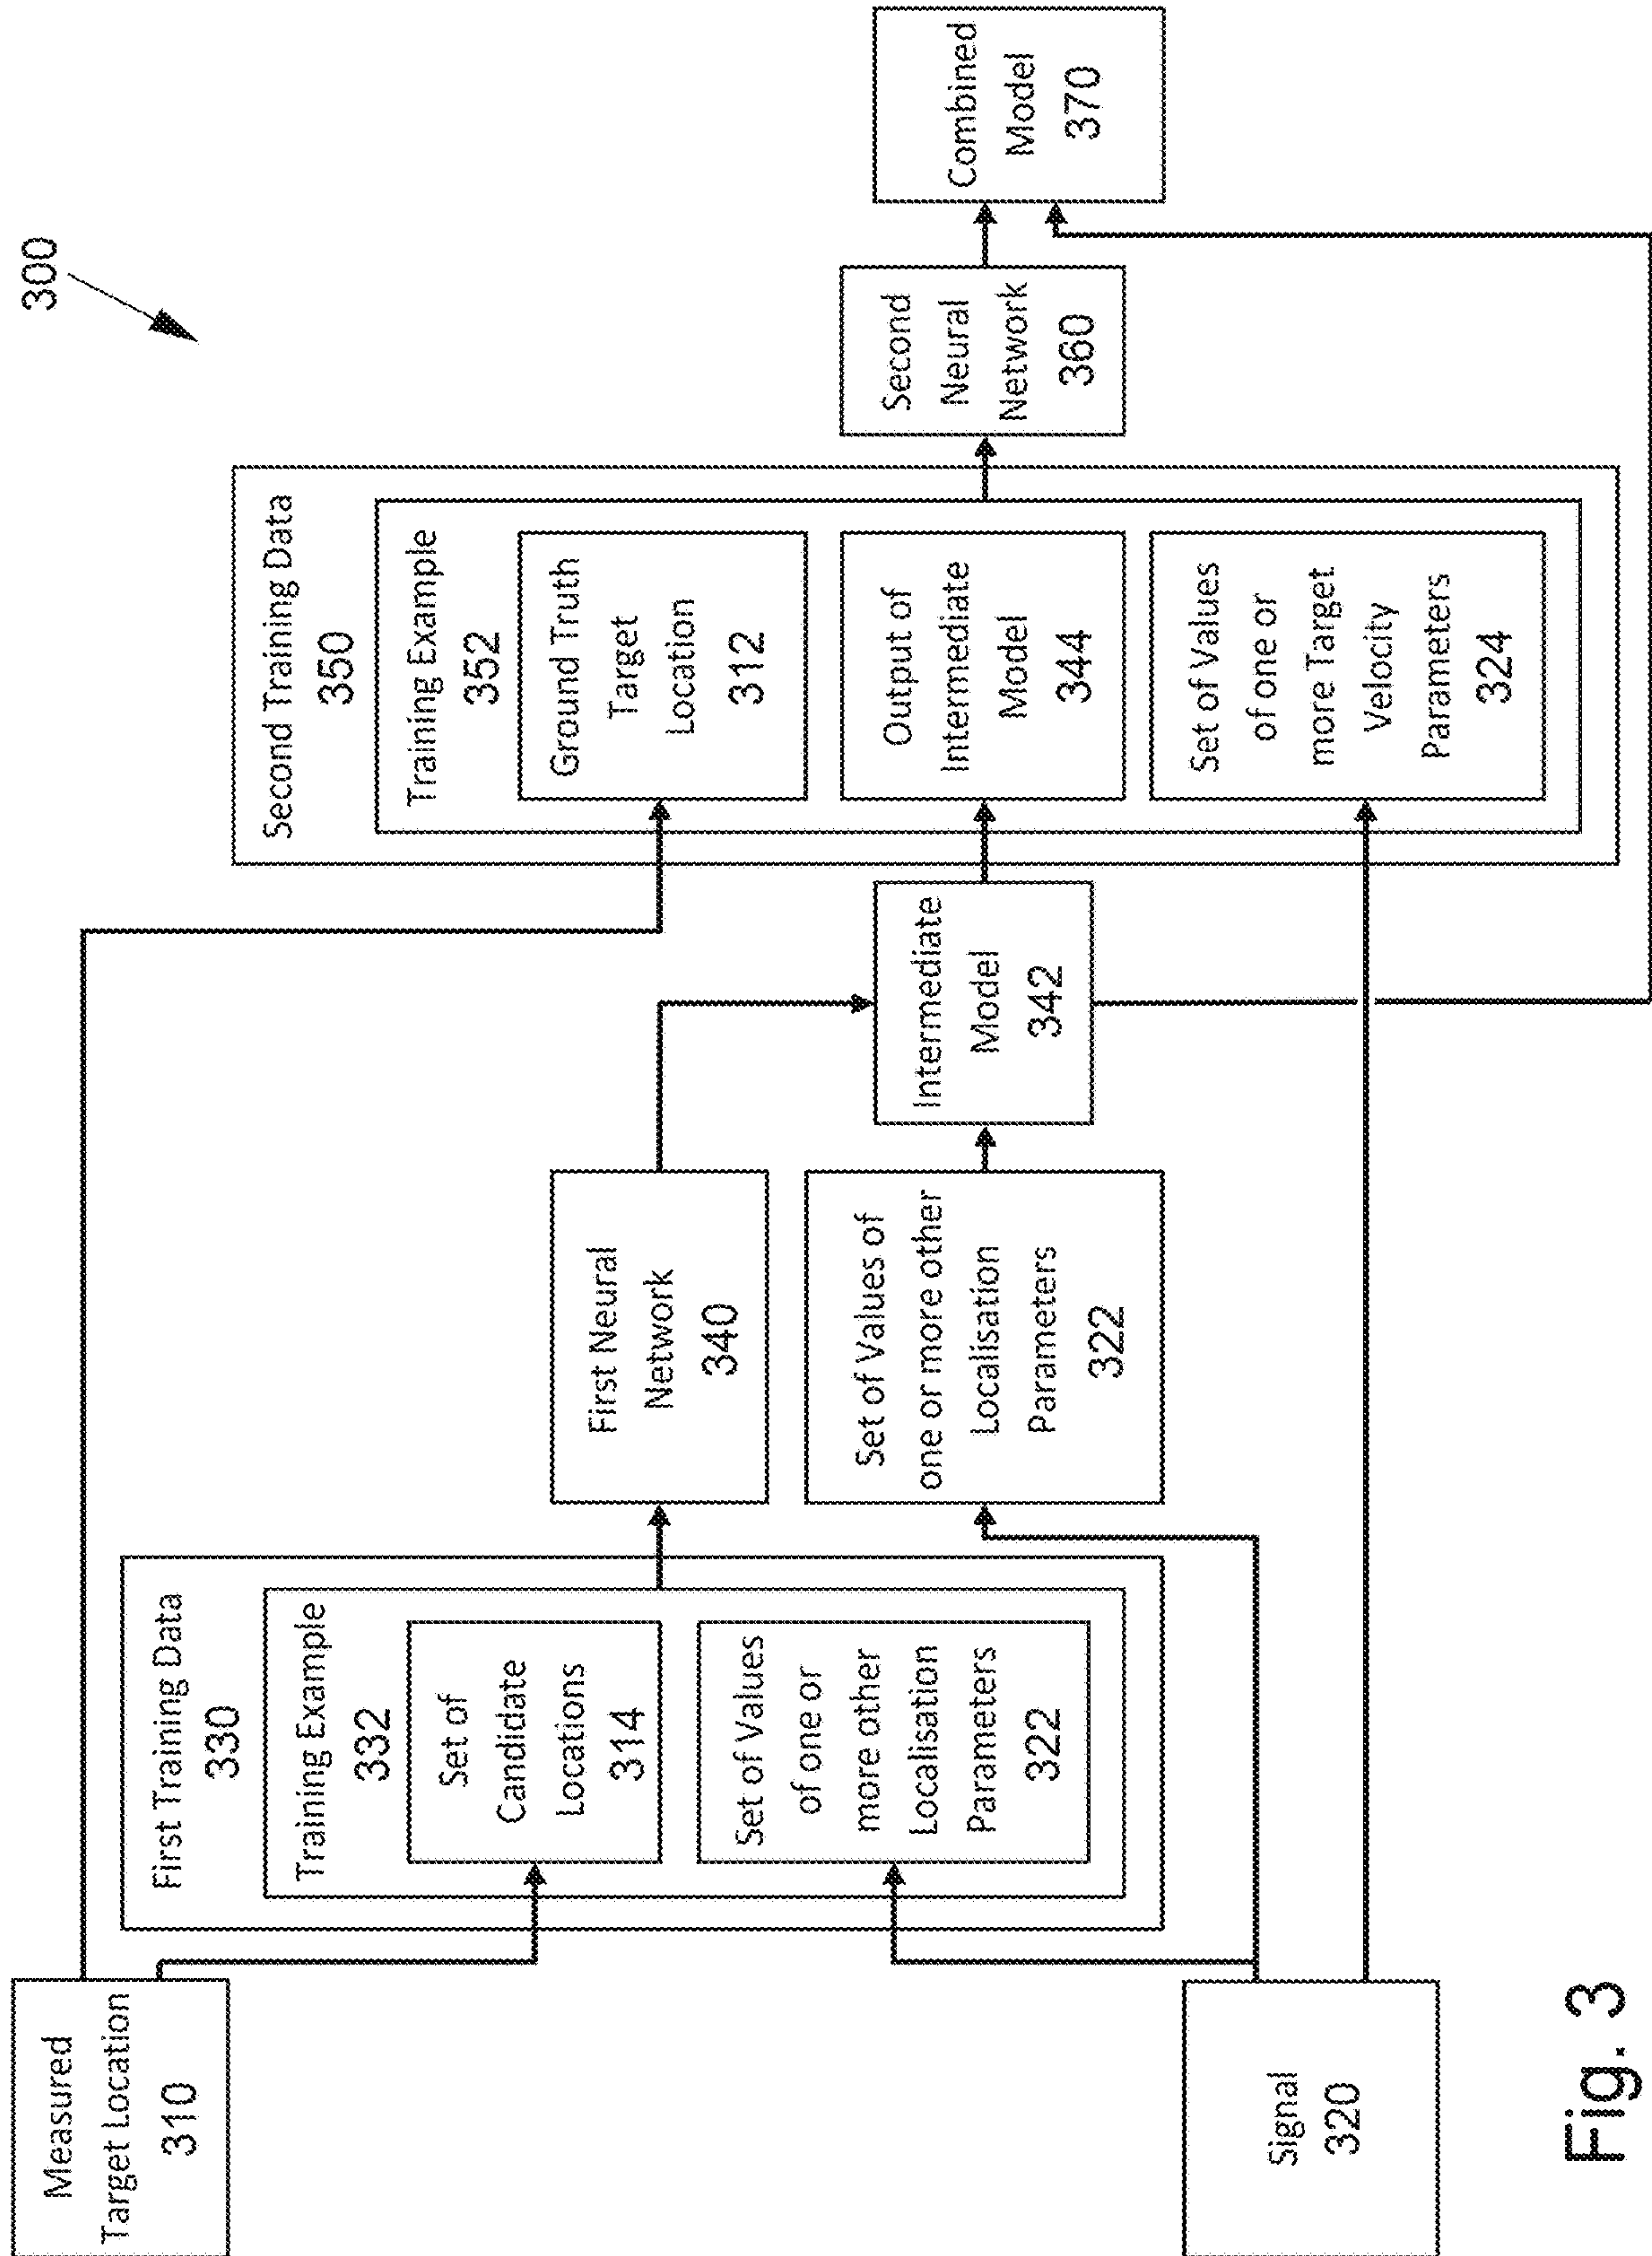 300
Measured
Target Location
310
First Training Data
330
Training Example
332
Set of
Candidate
Locations
314
Set of Values
of one or
more other
Localisation
Parameters
322
First Neural
Network
340
Set of Values of
one or more other
Localisation
Parameters
322
Intermediate
Model
342
Second Training Data
350
Training Example
352
Ground Truth
Target
Location
312
Output of
Intermediate
Model
344
Set of Values
of one or
more Target
Velocity
Parameters
324
Second
Neural
Network
360
Combined
Model
370
Signal
320
Fig. 3